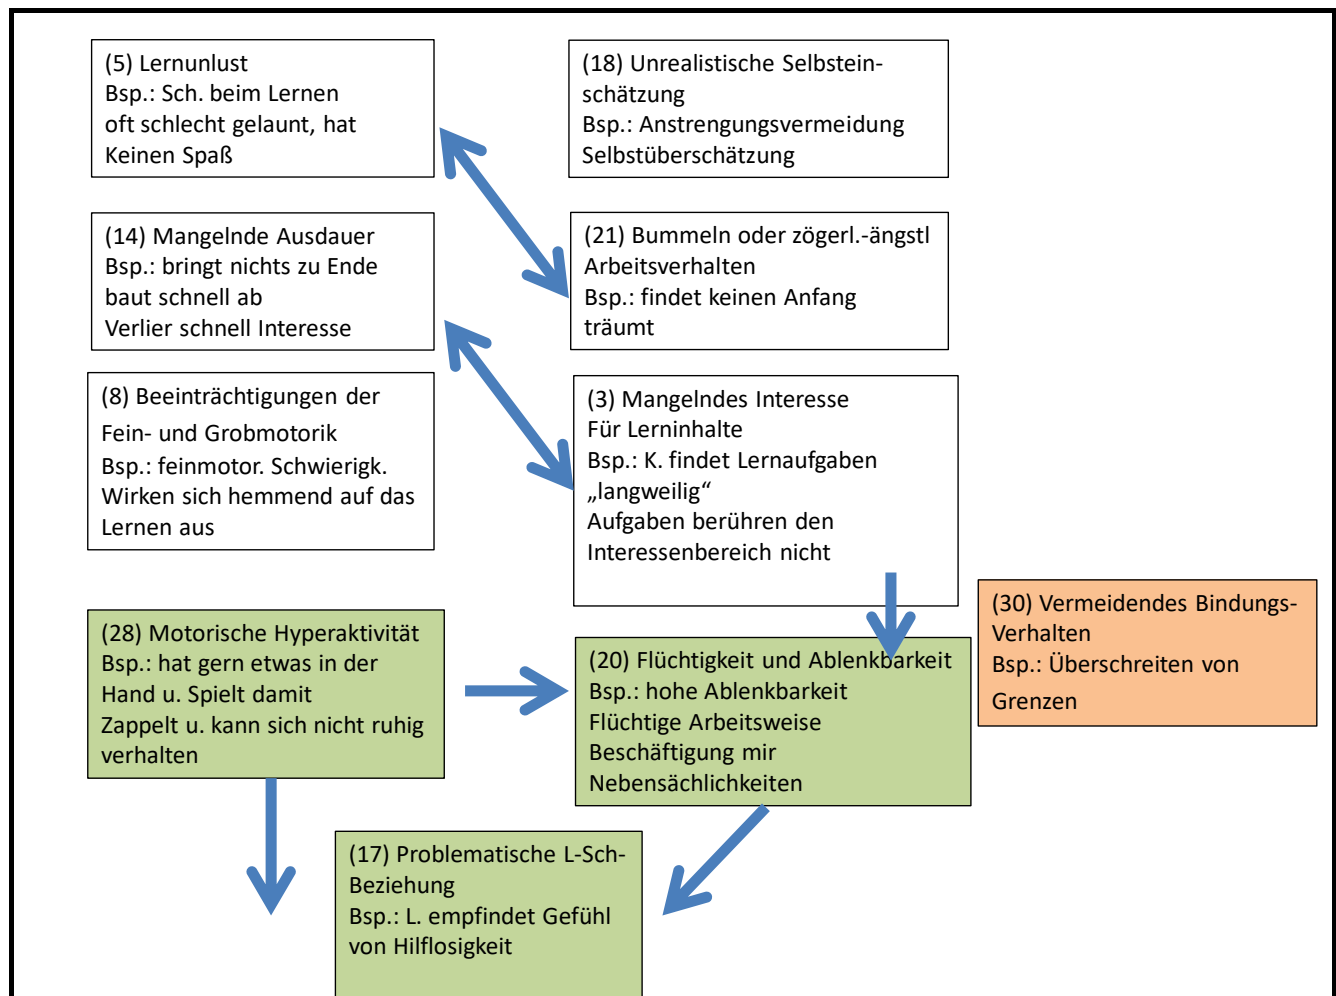 (5) Lernunlust
Bsp.: Sch. beim Lernen
oft schlecht gelaunt, hat
Keinen Spaß
(18) Unrealistische Selbstein-
schätzung
Bsp.: Anstrengungsvermeidung
Selbstüberschätzung
(14) Mangelnde Ausdauer
Bsp.: bringt nichts zu Ende
baut schnell ab
Verlier schnell Interesse
(21) Bummeln oder zögerl.-ängstl
Arbeitsverhalten
Bsp.: findet keinen Anfang
träumt
(8) Beeinträchtigungen der
Fein- und Grobmotorik
Bsp.: feinmotor. Schwierigk.
Wirken sich hemmend auf das
Lernen aus
(3) Mangelndes Interesse
Für Lerninhalte
Bsp.: K. findet Lernaufgaben
„langweilig“
Aufgaben berühren den
Interessenbereich nicht
(28) Motorische Hyperaktivität
Bsp.: hat gern etwas in der
Hand u. Spielt damit
Zappelt u. kann sich nicht ruhig
verhalten
(20) Flüchtigkeit und Ablenkbarkeit
Bsp.: hohe Ablenkbarkeit
Flüchtige Arbeitsweise
Beschäftigung mir
Nebensächlichkeiten
(30) Vermeidendes Bindungs-
Verhalten
Bsp.: Überschreiten von
Grenzen
(17) Problematische L-Sch-
Beziehung
Bsp.: L. empfindet Gefühl
von Hilflosigkeit